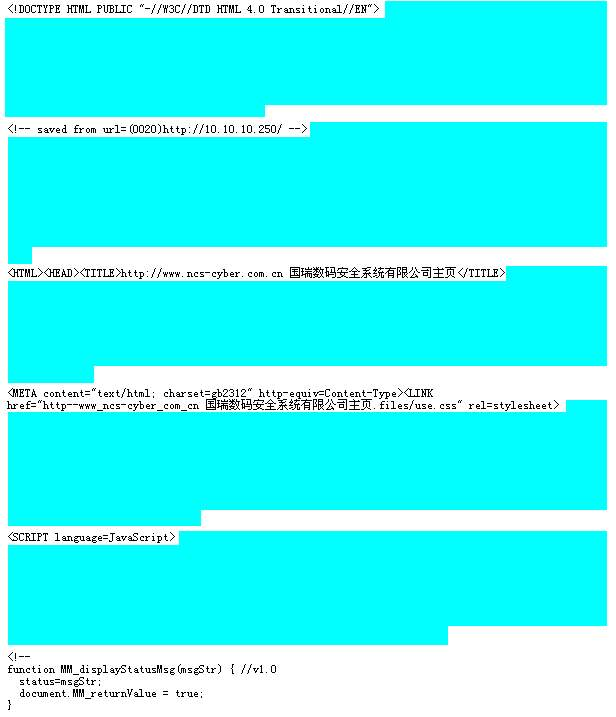 <!DOCTYPE HTML PUBLIC "-//W3C//DTD HTML 4.0 Transitional//EN">
<!-- saved from url=(0020)http://10.10.10.250/ -->
<HTML><HEAD><TITLE>http://www.ncs-cyber.com.cn 国瑞数码安全系统有限公司主页</TITLE>
<META content="text/html; charset=gb2312" http-equiv=Content-Type><LINK
href="http--www_ncs-cyber_com_cn 国瑞数码安全系统有限公司主页.files/use.css" rel=stylesheet>
<SCRIPT language=JavaScript>
<!--
function MM_displayStatusMsg(msgStr) { //v1.0
  status=msgStr;
  document.MM_returnValue = true;
}